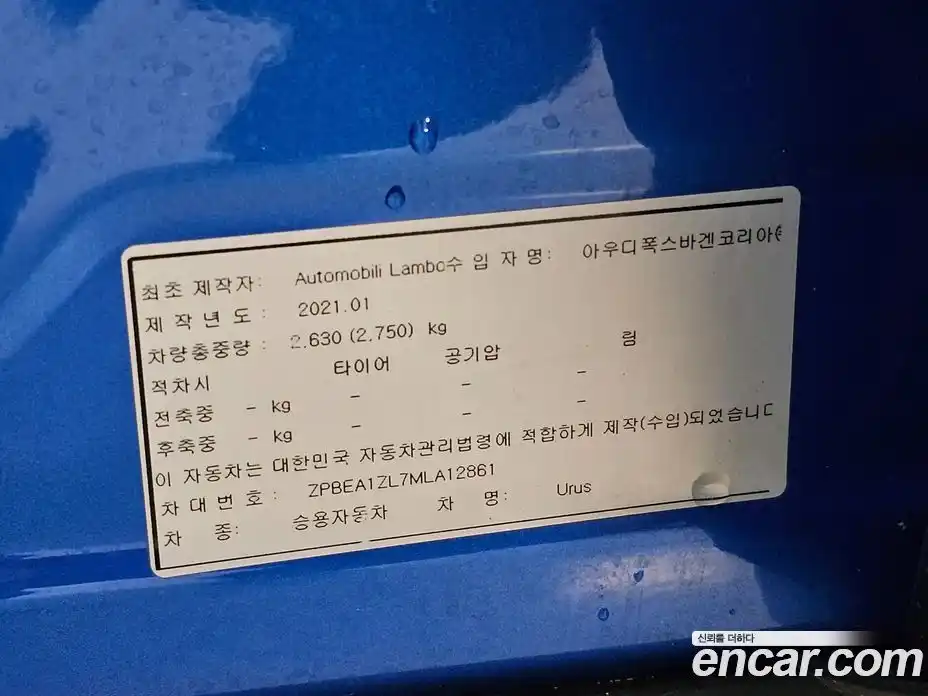 최초 제작자: Automobili Lambo수 입 자 명: 아우디폭스바겐코리아
제 작 년 도 : 2021.01
차량총중량 : 2.630 (2.750) kg
적차시 타이어 공기압 림
전축중 - kg - - -
후축중 - kg - - -
이 자동차는 대한민국 자동차관리법령에 적합하게 제작(수입)되었습니다
차 대 번 호 : ZPBEA1ZL7MLA12861
차 종: 승용자동차 차 명: Urus
신뢰를 더하다
encar.com